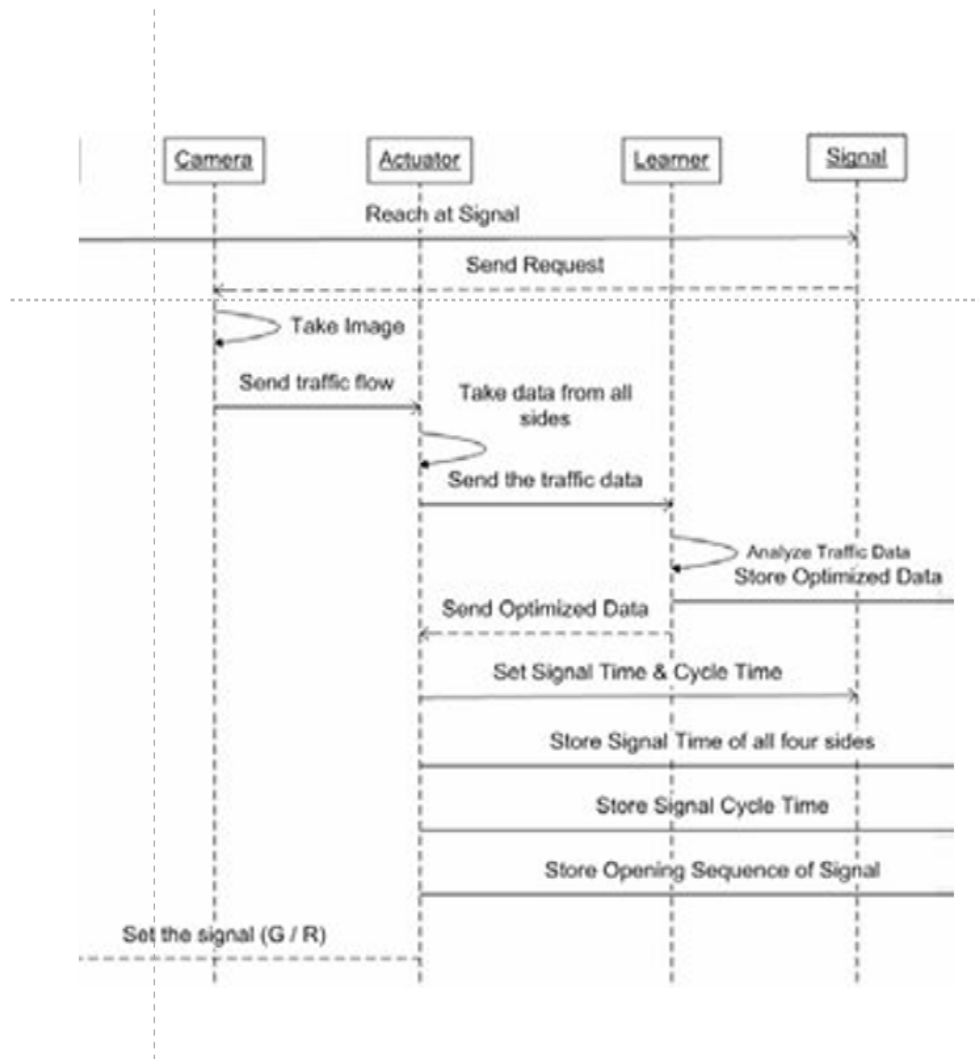 Camera
Actuator
Learner
Signal
Reach at Signal
Send Request
Take Image
Send traffic flow
Take data from all
sides
Send the traffic data
Analyze Traffic Data
Store Optimized Data
Send Optimized Data
Set Signal Time & Cycle Time
Store Signal Time of all four sides
Store Signal Cycle Time
Store Opening Sequence of Signal
Set the signal (G / R)